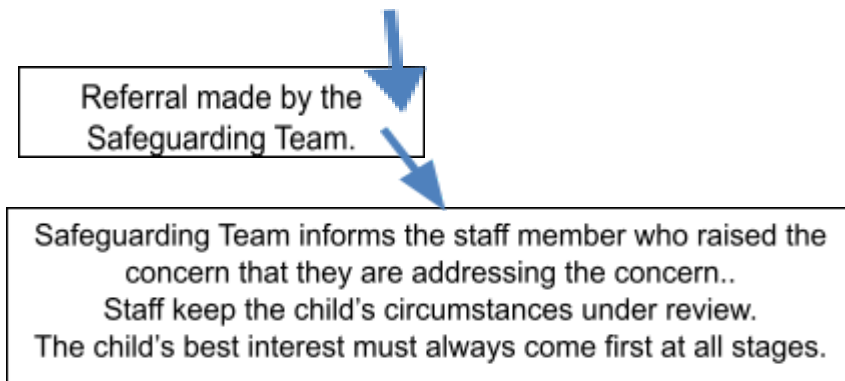 Referral made by the
Safeguarding Team.
Safeguarding Team informs the staff member who raised the
concern that they are addressing the concern..
Staff keep the child's circumstances under review.
The child's best interest must always come first at all stages.